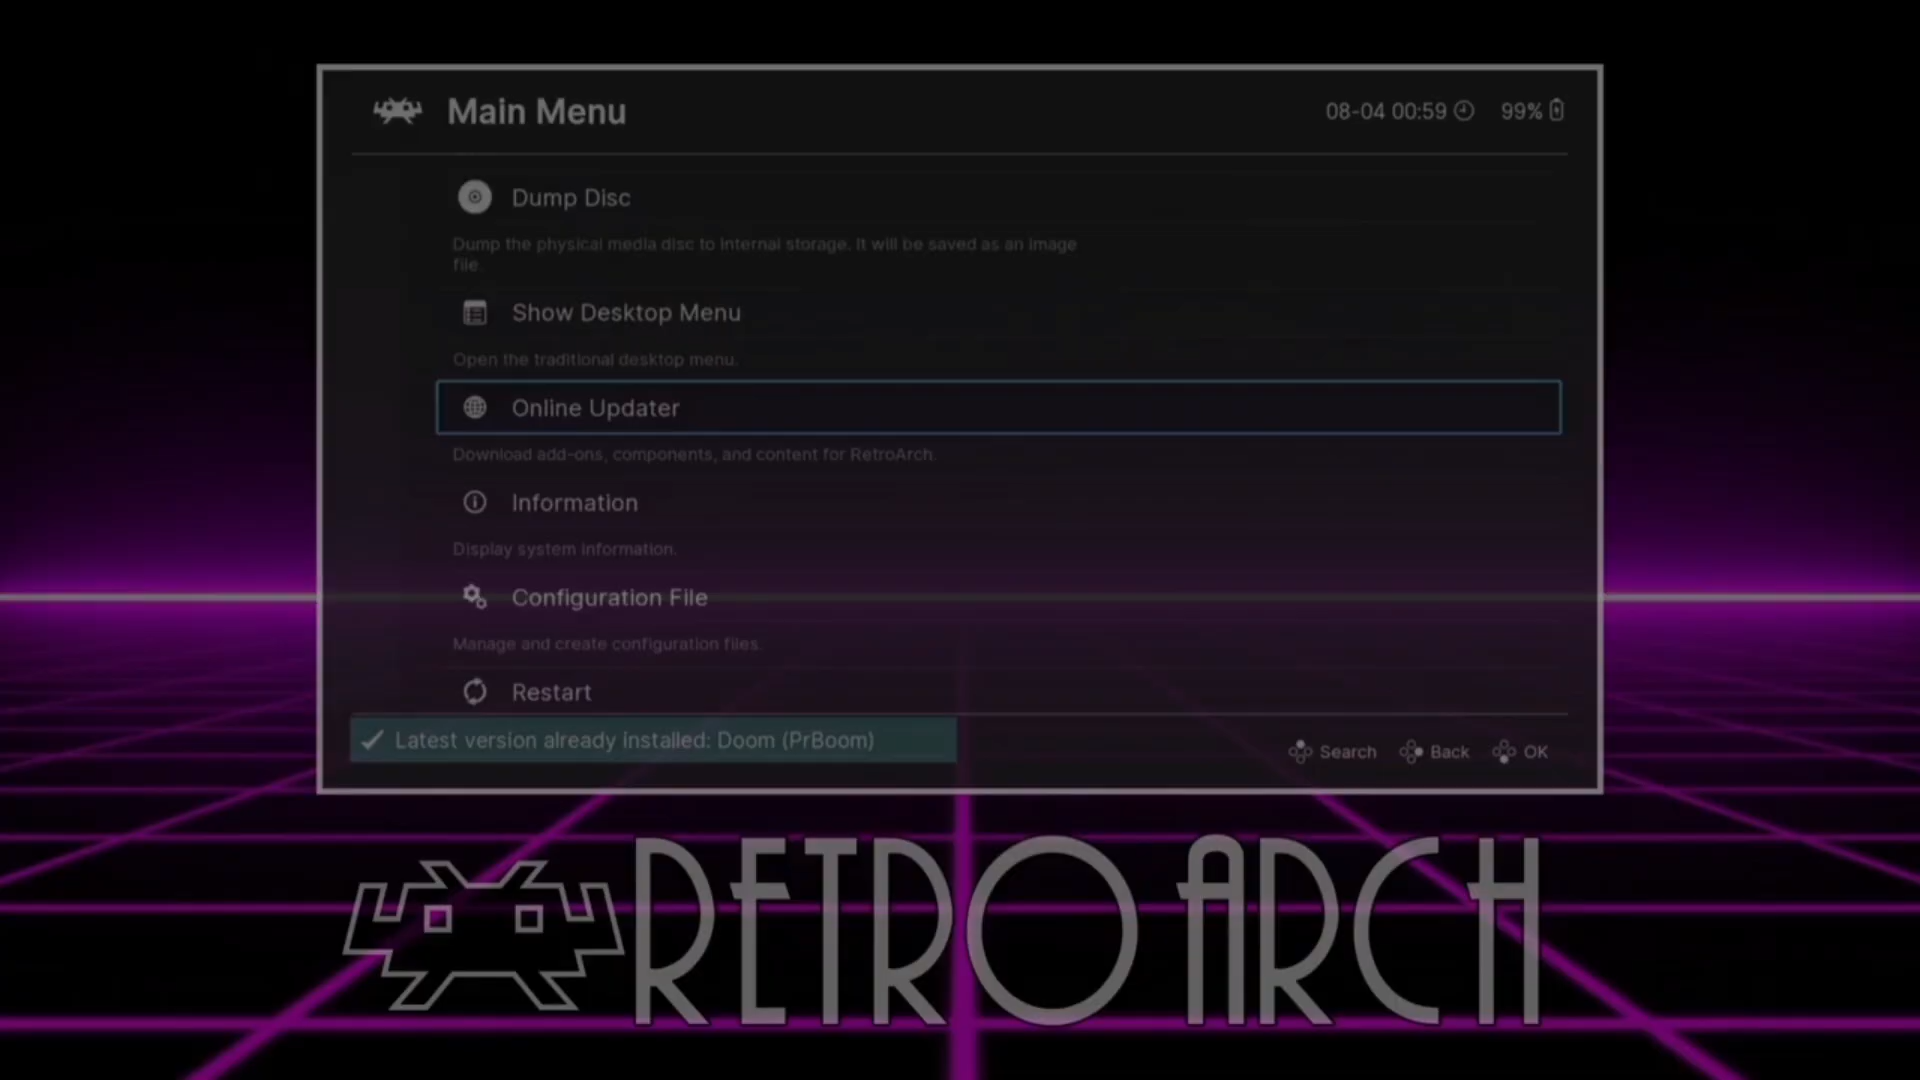 Main Menu
08-04 00:59
99%
Dump Disc
Dump the physical media disc to internal storage. It will be saved as an image
file.
Show Desktop Menu
Open the traditional desktop menu.
Online Updater
Download add-ons, components, and content for RetroArch.
Information
Display system information.
Configuration File
Manage and create configuration files.
Restart
Latest version already installed: Doom (PrBoom)
Search
Back
OK
RETROARCH